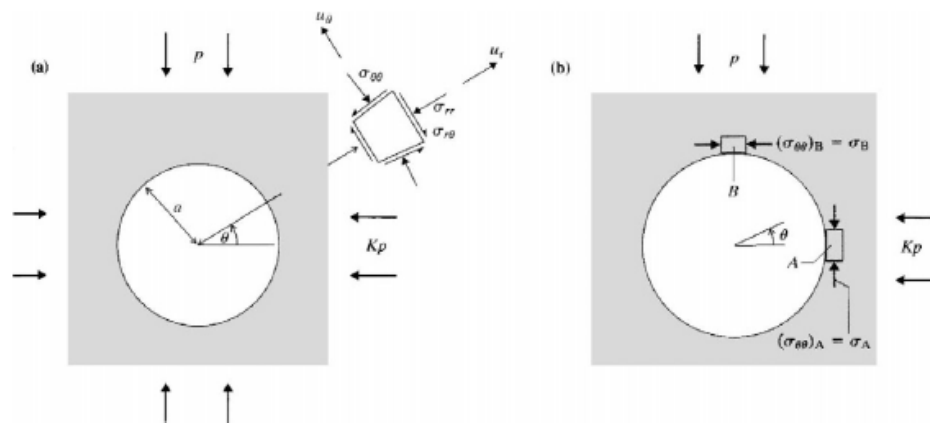 (a)
p
u_θ
u_r
σ_θθ
σ_rr
σ_rθ
a
θ
Kp
(b)
p
(σ_θθ)_B = σ_B
B
θ
A
Kp
(σ_θθ)_A = σ_A